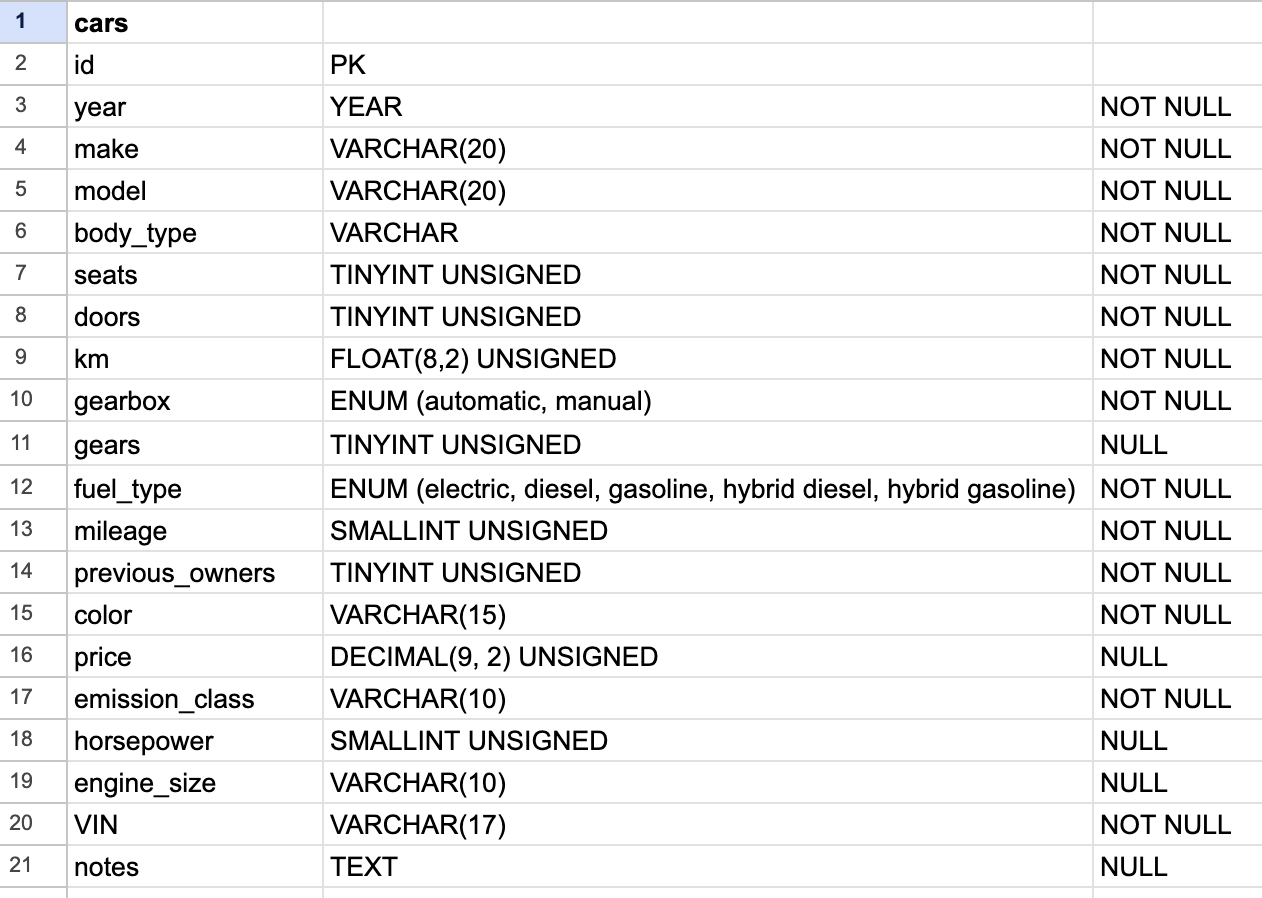 1 cars
2 id PK
3 year YEAR NOT NULL
4 make VARCHAR(20) NOT NULL
5 model VARCHAR(20) NOT NULL
6 body_type VARCHAR NOT NULL
7 seats TINYINT UNSIGNED NOT NULL
8 doors TINYINT UNSIGNED NOT NULL
9 km FLOAT(8,2) UNSIGNED NOT NULL
10 gearbox ENUM (automatic, manual) NOT NULL
11 gears TINYINT UNSIGNED NULL
12 fuel_type ENUM (electric, diesel, gasoline, hybrid diesel, hybrid gasoline) NOT NULL
13 mileage SMALLINT UNSIGNED NOT NULL
14 previous_owners TINYINT UNSIGNED NOT NULL
15 color VARCHAR(15) NOT NULL
16 price DECIMAL(9, 2) UNSIGNED NULL
17 emission_class VARCHAR(10) NOT NULL
18 horsepower SMALLINT UNSIGNED NULL
19 engine_size VARCHAR(10) NULL
20 VIN VARCHAR(17) NOT NULL
21 notes TEXT NULL